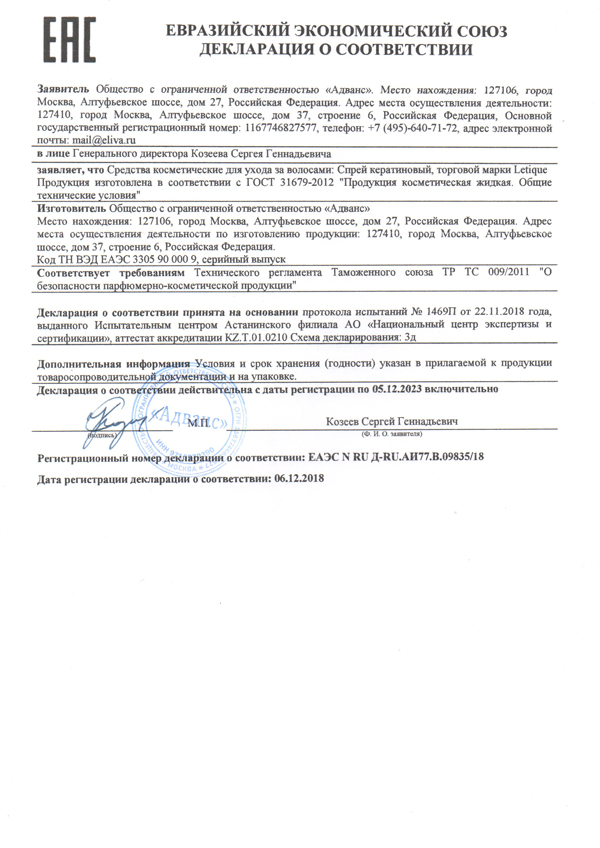 EAC
ЕВРАЗИЙСКИЙ ЭКОНОМИЧЕСКИЙ СОЮЗ
ДЕКЛАРАЦИЯ О СООТВЕТСТВИИ
Заявитель Общество с ограниченной ответственностью «Адванс». Место нахождения: 127106, город
Москва, Алтуфьевское шоссе, дом 27, Российская Федерация. Адрес места осуществления деятельности:
127410, город Москва, Алтуфьевское шоссе, дом 37, строение 6, Российская Федерация, Основной
государственный регистрационный номер: 1167746827577, телефон: +7 (495)-640-71-72, адрес электронной
почты: mail@eliva.ru
в лице Генерального директора Козеева Сергея Геннадьевича
заявляет, что Средства косметические для ухода за волосами: Спрей кератиновый, торговой марки Letique
Продукция изготовлена в соответствии с ГОСТ 31679-2012 "Продукция косметическая жидкая. Общие
технические условия"
Изготовитель Общество с ограниченной ответственностью «Адванс»
Место нахождения: 127106, город Москва, Алтуфьевское шоссе, дом 27, Российская Федерация. Адрес
места осуществления деятельности по изготовлению продукции: 127410, город Москва, Алтуфьевское
шоссе, дом 37, строение 6, Российская Федерация.
Код ТН ВЭД ЕАЭС 3305 90 000 9, серийный выпуск
Соответствует требованиям Технического регламента Таможенного союза ТР ТС 009/2011 "О
безопасности парфюмерно-косметической продукции"
Декларация о соответствии принята на основании протокола испытаний № 1469П от 22.11.2018 года,
выданного Испытательным центром Астанинского филиала АО «Национальный центр экспертизы и
сертификации», аттестат аккредитации KZ.T.01.0210 Схема декларирования: 3д
Дополнительная информация Условия и срок хранения (годности) указан в прилагаемой к продукции
товаросопроводительной документации и на упаковке.
Декларация о соответствии действительна с даты регистрации по 05.12.2023 включительно
«Адванс»
М.П.
Козеев Сергей Геннадьевич
(подпись)
(Ф. И. О. заявителя)
Регистрационный номер декларации о соответствии: ЕАЭС N RU Д-RU.АИ77.В.09835/18
Дата регистрации декларации о соответствии: 06.12.2018